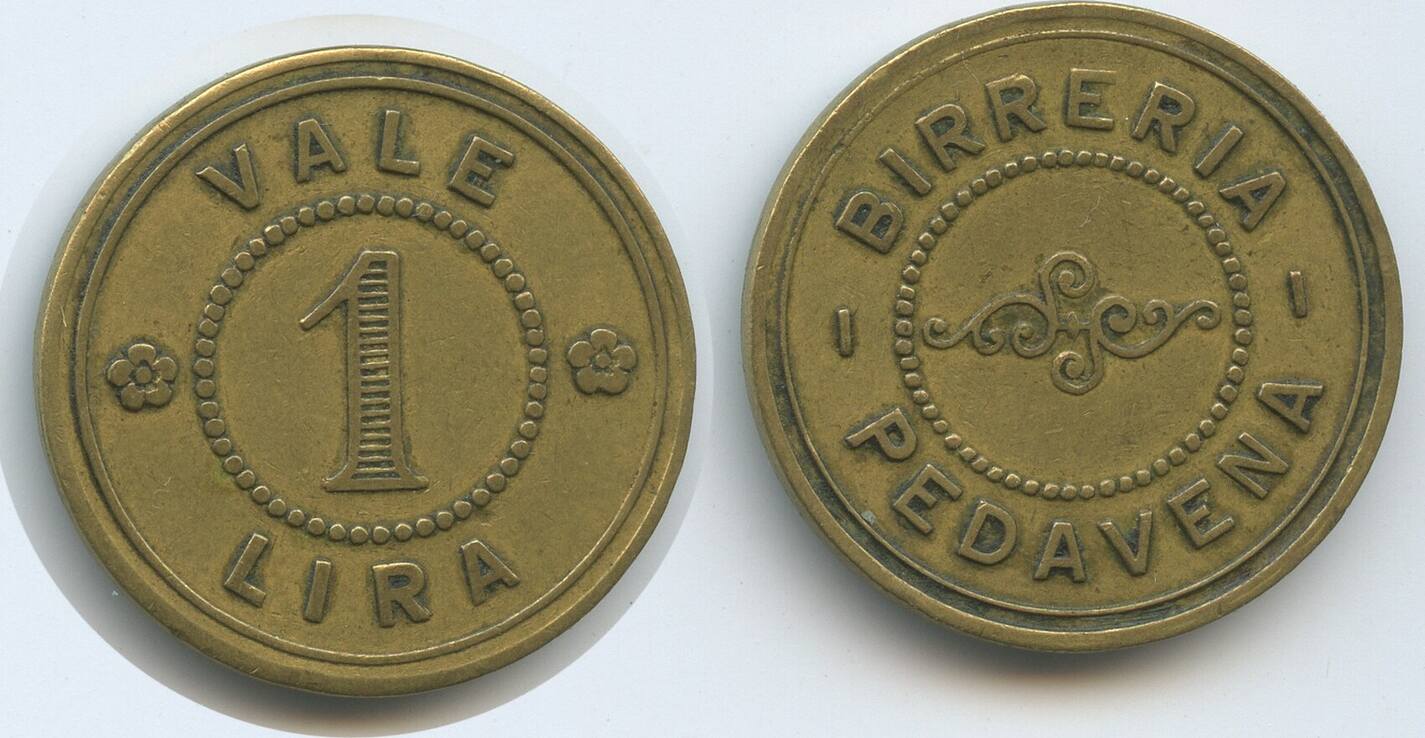 VALE
1
LIRA
BIRRERIA
PEDAVENA